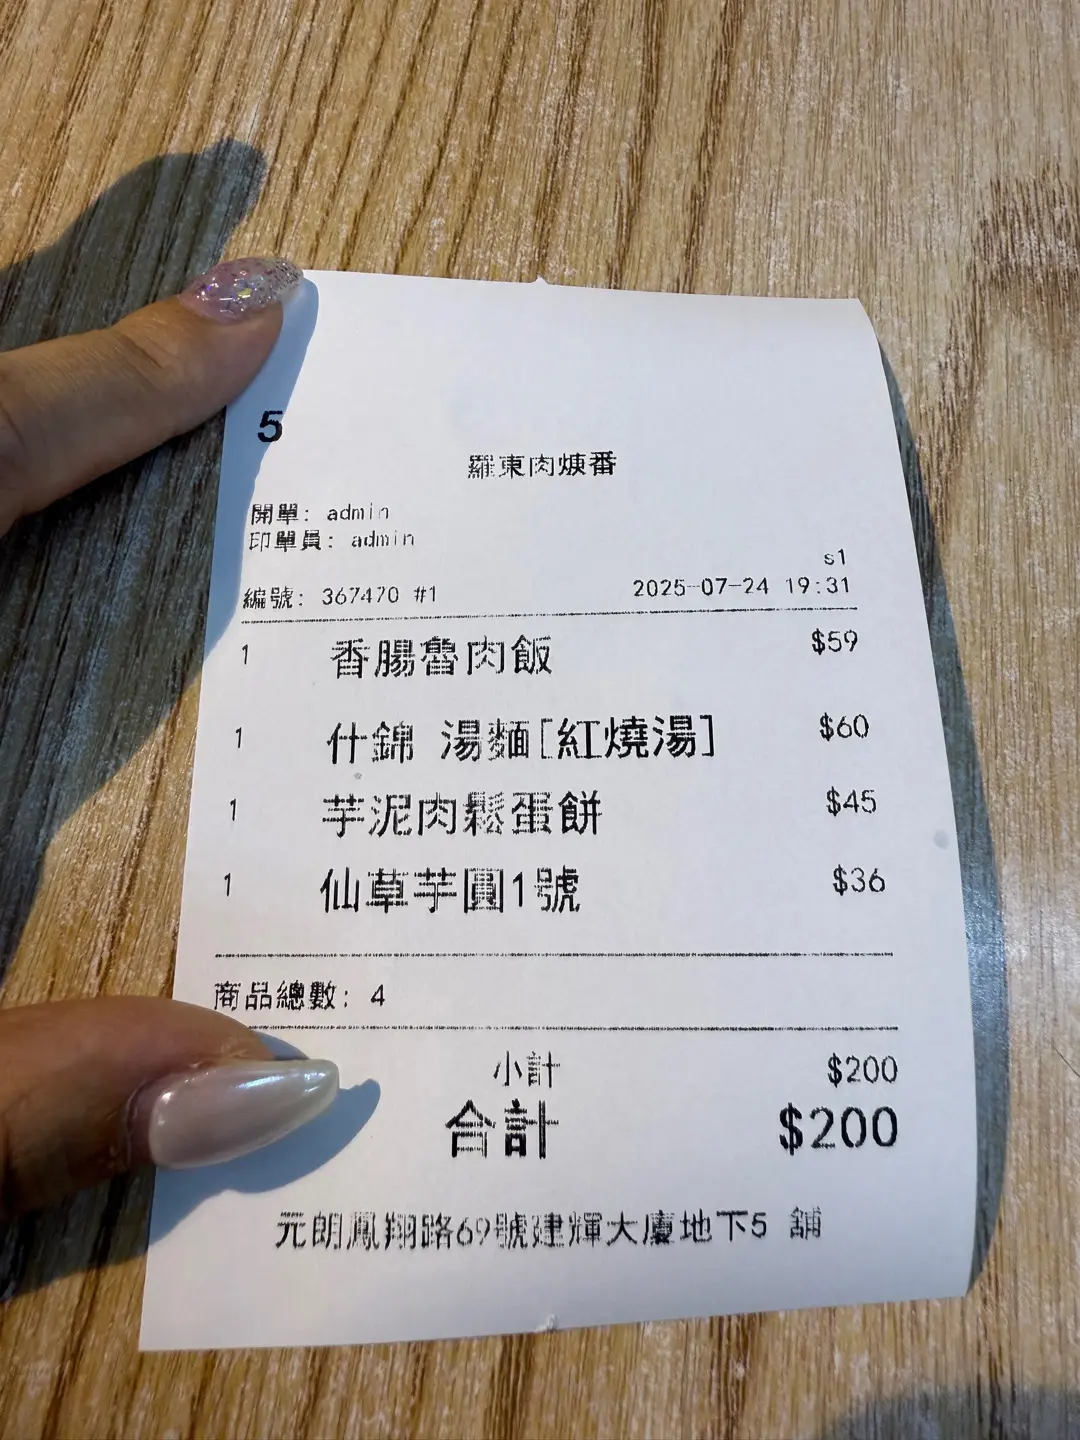 5
羅東肉焿番
開單: admin
印單員: admin
s1
編號: 367470 #1 2025-07-24 19:31
1 香腸魯肉飯 $59
1 什錦 湯麵[紅燒湯] $60
1 芋泥肉鬆蛋餅 $45
1 仙草芋圓1號 $36
商品總數: 4
小計 $200
合計 $200
元朗鳳翔路69號建輝大廈地下5 舖